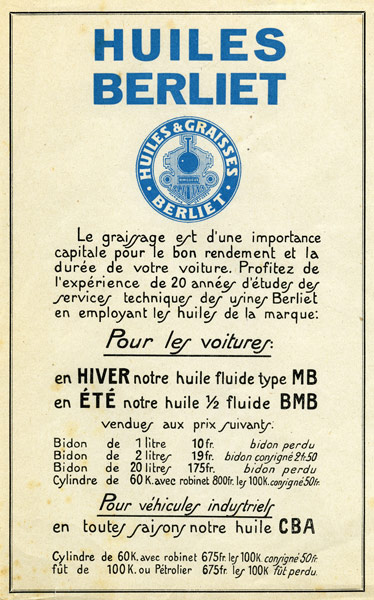 HUILES
BERLIET
HUILES & GRAISSES
BERLIET
Le graissage est d'une importance
capitale pour le bon rendement et la
durée de votre voiture. Profitez de
l'expérience de 20 années d'études des
services techniques des usines Berliet
en employant les huiles de la marque:
Pour les voitures:
en HIVER notre huile fluide type MB
en ÉTÉ notre huile ½ fluide BMB
vendues aux prix suivants:
Bidon de 1 litre 10fr. bidon perdu
Bidon de 2 litres 19fr. bidon consigné 2f.50
Bidon de 20 litres 175fr. bidon perdu
Cylindre de 60K. avec robinet 800fr. les 100K. consigné 50fr.
Pour véhicules industriels
en toutes saisons notre huile CBA
Cylindre de 60K. avec robinet 675fr. les 100K consigné 50fr.
fût de 100K. ou Pétrolier 675fr. les 100K fût perdu.